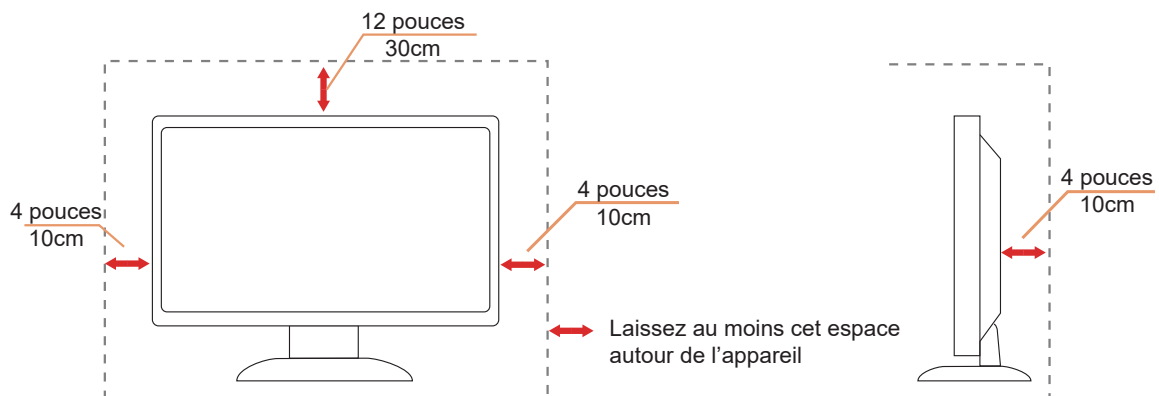 12 pouces
30cm
4 pouces
10cm
4 pouces
10cm
4 pouces
10cm
Laissez au moins cet espace
autour de l’appareil